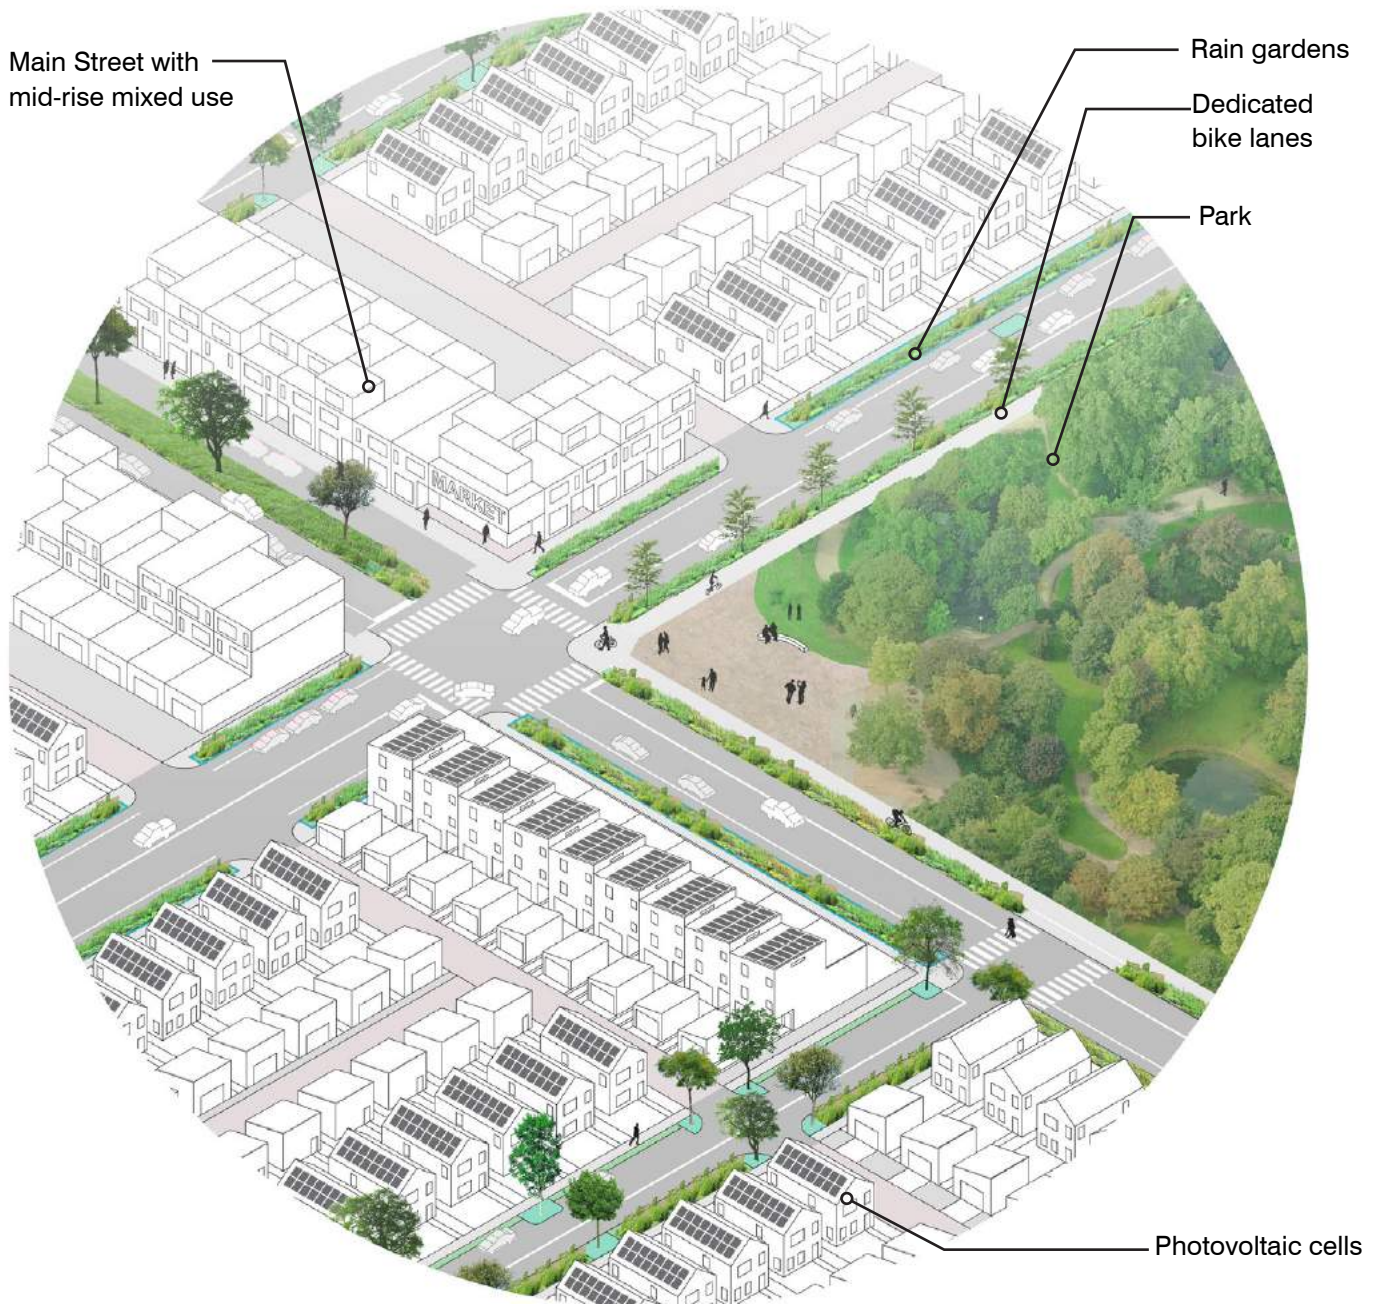 Main Street with
mid-rise mixed use
Rain gardens
Dedicated
bike lanes
Park
MARKET
Photovoltaic cells